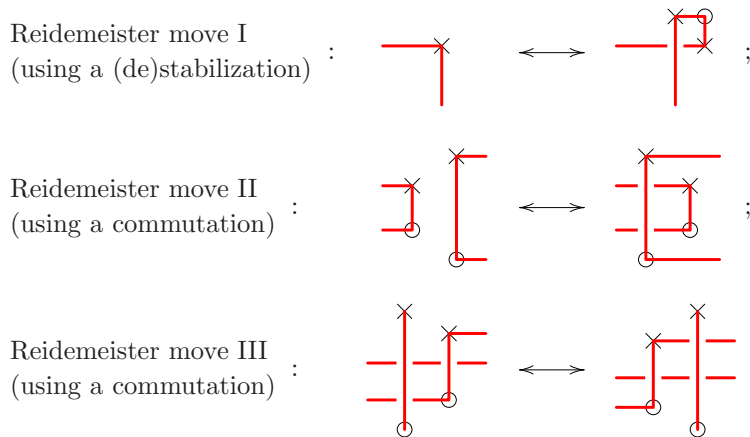 Reidemeister move I
(using a (de)stabilization) : ;
Reidemeister move II
(using a commutation) : ;
Reidemeister move III
(using a commutation) :